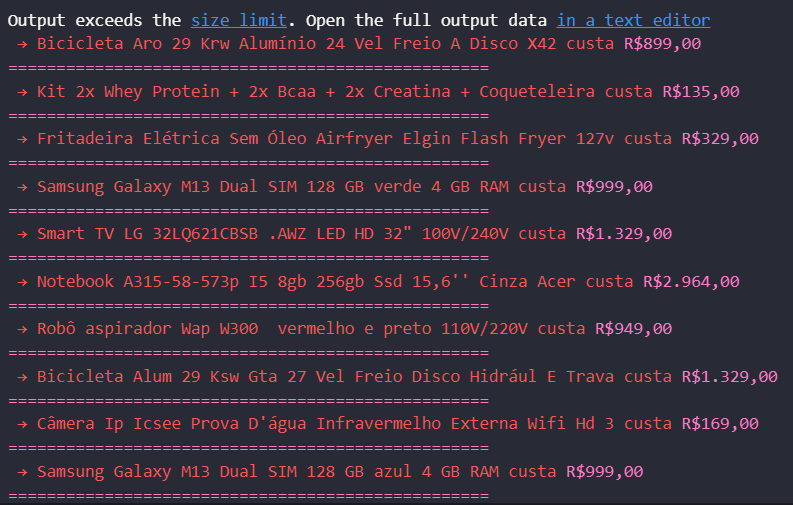 Output exceeds the size limit. Open the full output data in a text editor
→ Bicicleta Aro 29 Krw Alumínio 24 Vel Freio A Disco X42 custa R$899,00
==================================================
→ Kit 2x Whey Protein + 2x Bcaa + 2x Creatina + Coqueteleira custa R$135,00
==================================================
→ Fritadeira Elétrica Sem Óleo Airfryer Elgin Flash Fryer 127v custa R$329,00
==================================================
→ Samsung Galaxy M13 Dual SIM 128 GB verde 4 GB RAM custa R$999,00
==================================================
→ Smart TV LG 32LQ621CBSB .AWZ LED HD 32" 100V/240V custa R$1.329,00
==================================================
→ Notebook A315-58-573p I5 8gb 256gb Ssd 15,6'' Cinza Acer custa R$2.964,00
==================================================
→ Robô aspirador Wap W300  vermelho e preto 110V/220V custa R$949,00
==================================================
→ Bicicleta Alum 29 Ksw Gta 27 Vel Freio Disco Hidrául E Trava custa R$1.329,00
==================================================
→ Câmera Ip Icsee Prova D'água Infravermelho Externa Wifi Hd 3 custa R$169,00
==================================================
→ Samsung Galaxy M13 Dual SIM 128 GB azul 4 GB RAM custa R$999,00
==================================================